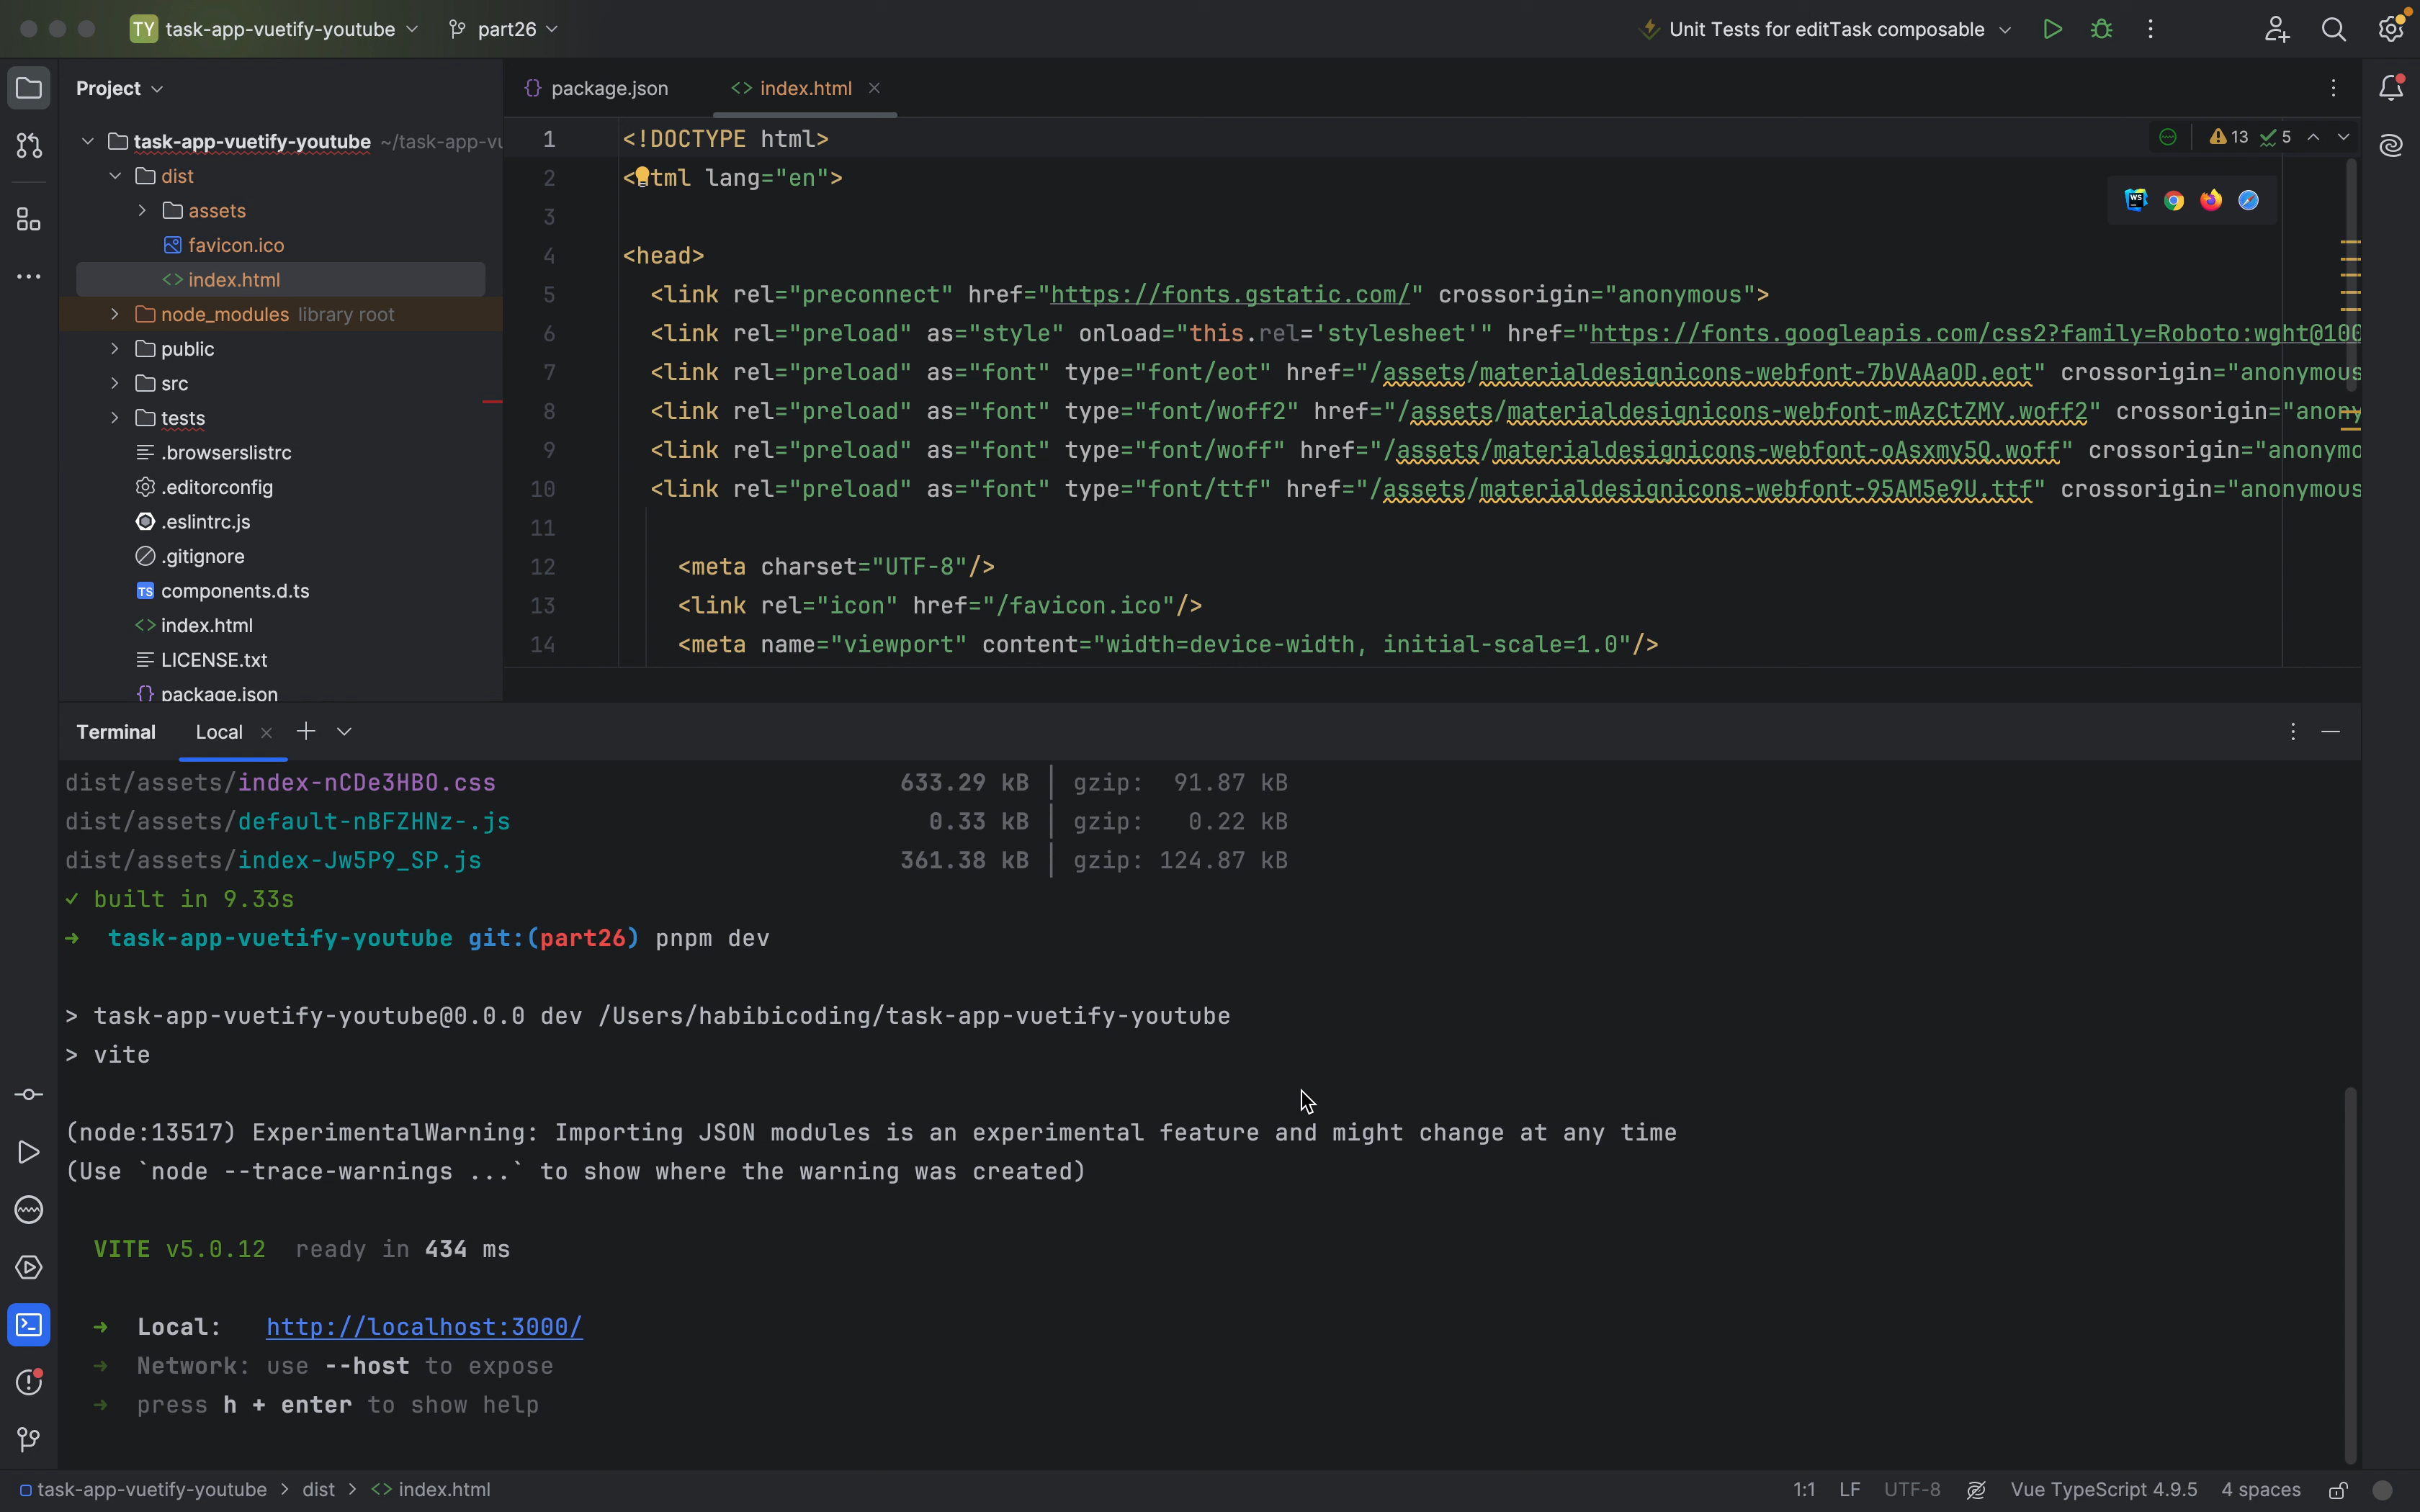 TY task-app-vuetify-youtube part26 Unit Tests for editTask composable
Project
package.json index.html
task-app-vuetify-youtube ~/task-app-vu
dist
assets
favicon.ico
index.html
node_modules library root
public
src
tests
.browserslistrc
.editorconfig
.eslintrc.js
.gitignore
TS components.d.ts
index.html
LICENSE.txt
package.json
13 5
WS
1 <!DOCTYPE html>
2 <html lang="en">
3
4 <head>
5 <link rel="preconnect" href="https://fonts.gstatic.com/" crossorigin="anonymous">
6 <link rel="preload" as="style" onload="this.rel='stylesheet'" href="https://fonts.googleapis.com/css2?family=Roboto:wght@100
7 <link rel="preload" as="font" type="font/eot" href="/assets/materialdesignicons-webfont-7bVAAaOD.eot" crossorigin="anonymous
8 <link rel="preload" as="font" type="font/woff2" href="/assets/materialdesignicons-webfont-mAzCtZMY.woff2" crossorigin="anony
9 <link rel="preload" as="font" type="font/woff" href="/assets/materialdesignicons-webfont-oAsxmy5Q.woff" crossorigin="anonymo
10 <link rel="preload" as="font" type="font/ttf" href="/assets/materialdesignicons-webfont-95AM5e9U.ttf" crossorigin="anonymous
11
12 <meta charset="UTF-8"/>
13 <link rel="icon" href="/favicon.ico"/>
14 <meta name="viewport" content="width=device-width, initial-scale=1.0"/>
Terminal Local
dist/assets/index-nCDe3HBO.css 633.29 kB │ gzip: 91.87 kB
dist/assets/default-nBFZHNz-.js 0.33 kB │ gzip: 0.22 kB
dist/assets/index-Jw5P9_SP.js 361.38 kB │ gzip: 124.87 kB
✓ built in 9.33s
→ task-app-vuetify-youtube git:(part26) pnpm dev
> task-app-vuetify-youtube@0.0.0 dev /Users/habibicoding/task-app-vuetify-youtube
> vite
(node:13517) ExperimentalWarning: Importing JSON modules is an experimental feature and might change at any time
(Use `node --trace-warnings ...` to show where the warning was created)
VITE v5.0.12 ready in 434 ms
→ Local: http://localhost:3000/
→ Network: use --host to expose
→ press h + enter to show help
task-app-vuetify-youtube > dist > <> index.html 1:1 LF UTF-8 Vue TypeScript 4.9.5 4 spaces